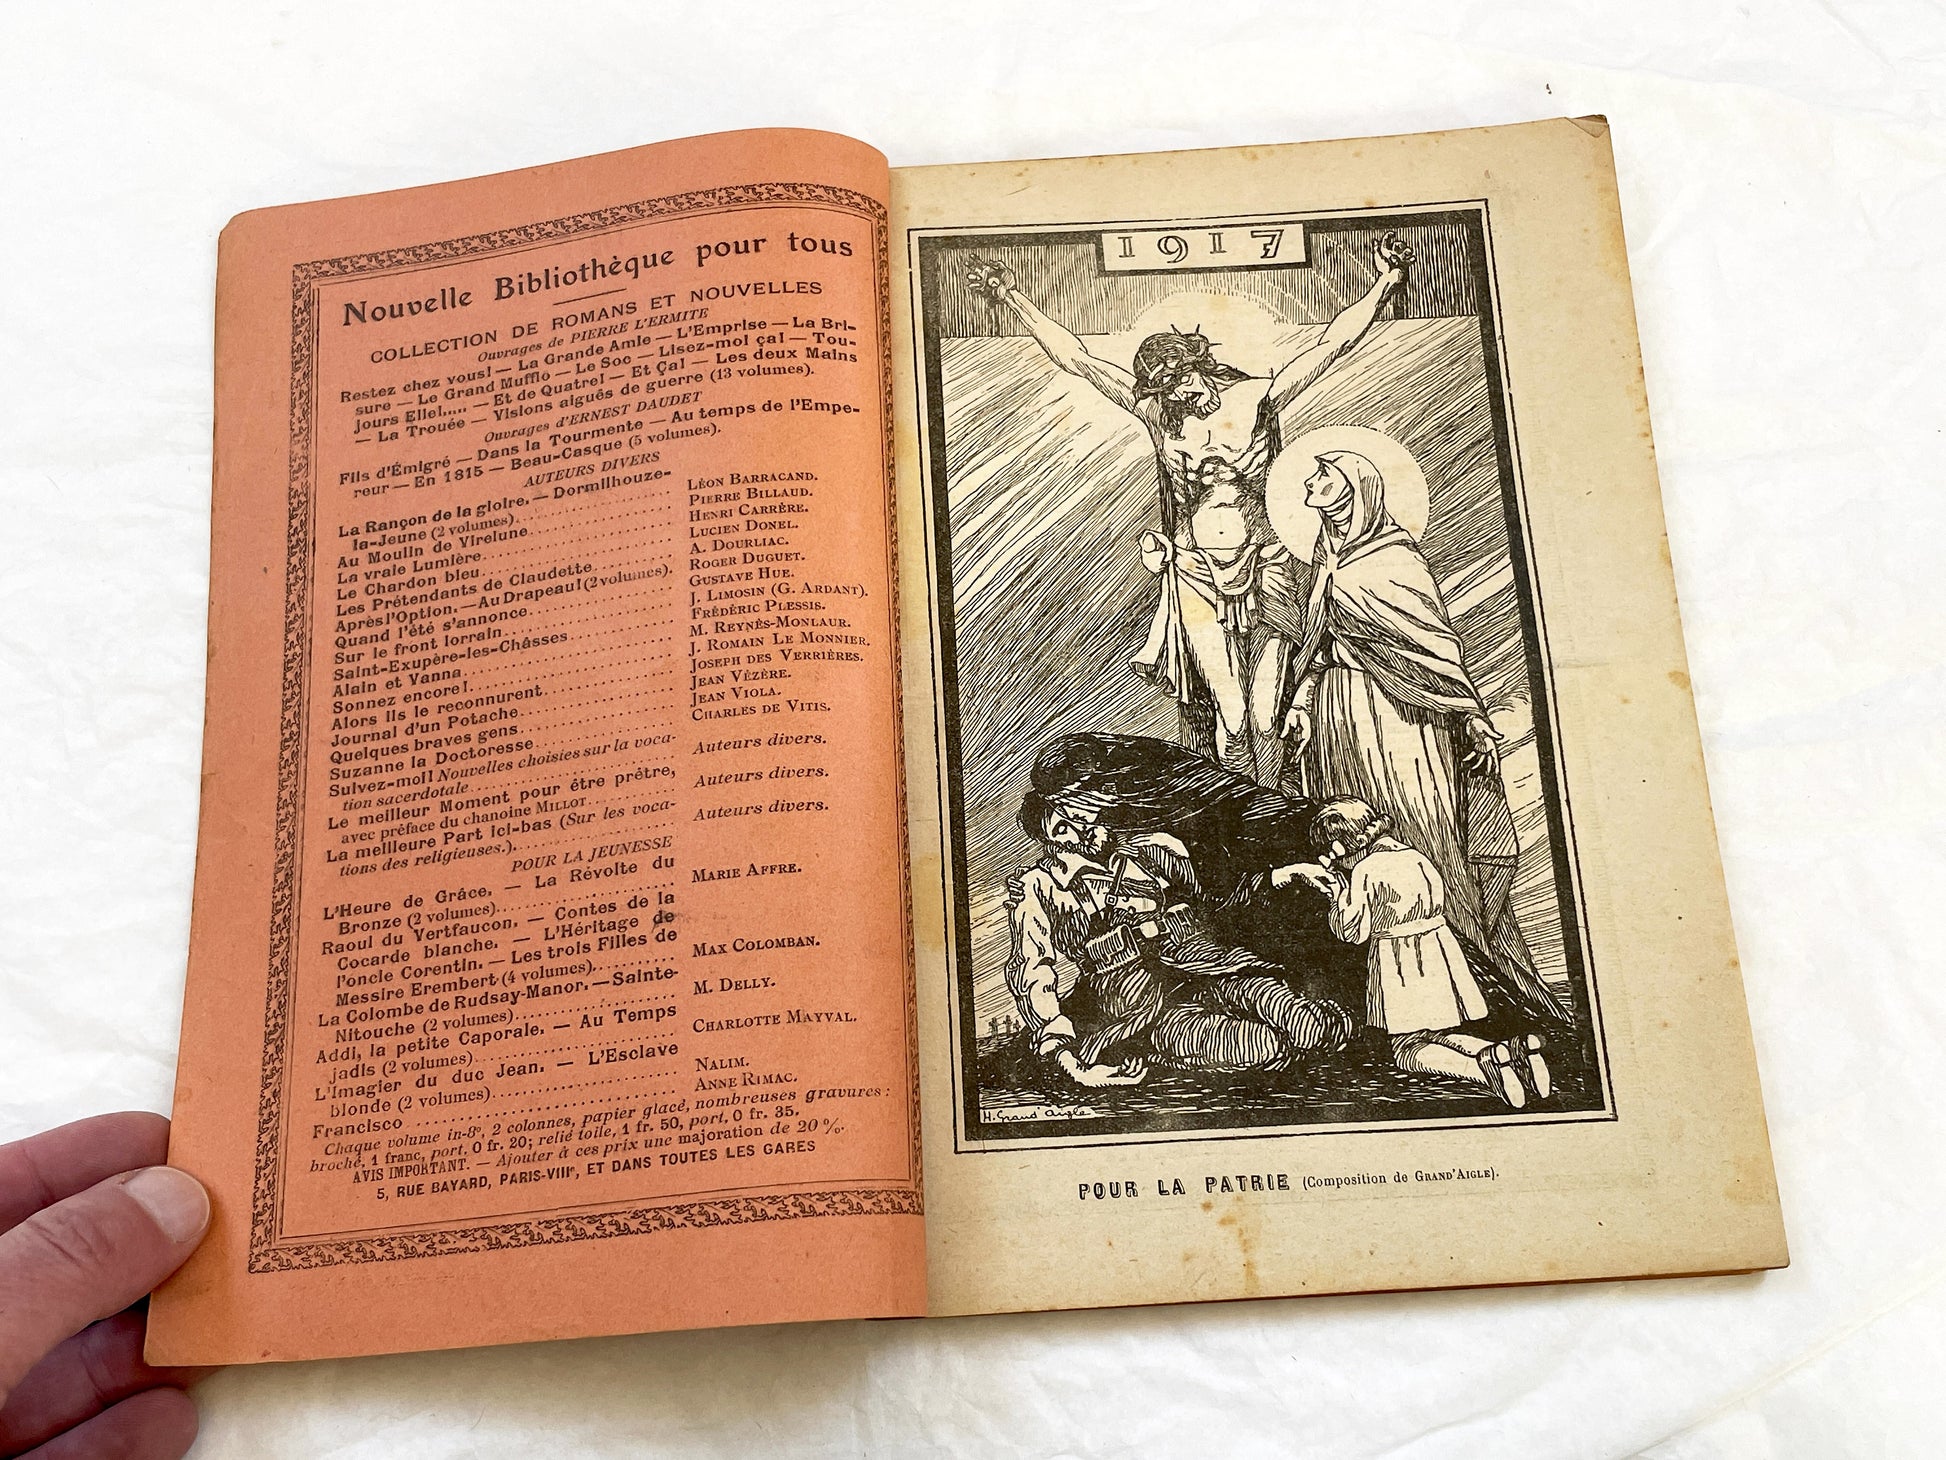 Nouvelle Bibliothèque pour tous
COLLECTION DE ROMANS ET NOUVELLES
Ouvrages de PIERRE L'ERMITE
Restez chez vous! — La Grande Amie — L'Emprise — La Bri-
sure — Le Grand Mufflo — Le Soc — Lisez-moi ça! — Tou-
jours Elle!..... — Et de Quatre! — Et Ça! — Les deux Mains
— La Trouée — Visions aiguës de guerre (13 volumes).
Ouvrages d'ERNEST DAUDET
Fils d'Émigré — Dans la Tourmente — Au temps de l'Empe-
reur — En 1815 — Beau-Casque (5 volumes).
AUTEURS DIVERS
La Rançon de la gloire. — Dormilhouze-
la-Jeune (2 volumes)..... LÉON BARRACAND.
Au Moulin de Virelune..... PIERRE BILLAUD.
La vraie Lumière..... HENRI CARRÈRE.
Le Chardon bleu..... LUCIEN DONEL.
Les Prétendants de Claudette..... A. DOURLIAC.
Après l'Option. — Au Drapeau! (2 volumes). ROGER DUGUET.
Quand l'été s'annonce..... GUSTAVE HUE.
Sur le front lorrain..... J. LIMOSIN (G. ARDANT).
Saint-Exupère-les-Châsses..... FRÉDÉRIC PLESSIS.
Alain et Vanna..... M. REYNÈS-MONLAUR.
Sonnez encore!..... J. ROMAIN LE MONNIER.
Alors ils le reconnurent..... JOSEPH DES VERRIÈRES.
Journal d'un Potache..... JEAN VÉZÈRE.
Quelques braves gens..... JEAN VIOLA.
Suzanne la Doctoresse..... CHARLES DE VITIS.
Suivez-moi! Nouvelles choisies sur la voca-
tion sacerdotale..... Auteurs divers.
Le meilleur Moment pour être prêtre,
avec préface du chanoine MILLOT..... Auteurs divers.
La meilleure Part ici-bas (Sur les voca-
tions des religieuses.)..... Auteurs divers.
POUR LA JEUNESSE
L'Heure de Grâce. — La Révolte du
Bronze (2 volumes)..... MARIE AFFRE.
Raoul du Vertfaucon. — Contes de la
Cocarde blanche. — L'Héritage de
l'oncle Corentin. — Les trois Filles de
Messire Erembert (4 volumes)..... MAX COLOMBAN.
La Colombe de Rudsay-Manor. — Sainte-
Nitouche (2 volumes)..... M. DELLY.
Addi, la petite Caporale. — Au Temps
jadis (2 volumes)..... CHARLOTTE MAYVAL.
L'Imagier du duc Jean. — L'Esclave
blonde (2 volumes)..... NALIM.
Francisco..... ANNE RIMAC.
Chaque volume in-8°, 2 colonnes, papier glacé, nombreuses gravures:
broché, 1 franc, port, 0 fr. 20; relié toile, 1 fr. 50, port, 0 fr. 35.
AVIS IMPORTANT. — Ajouter à ces prix une majoration de 20 %.
5, RUE BAYARD, PARIS-VIIIe, ET DANS TOUTES LES GARES
1917
H. Grand'Aigle
POUR LA PATRIE (Composition de GRAND'AIGLE).